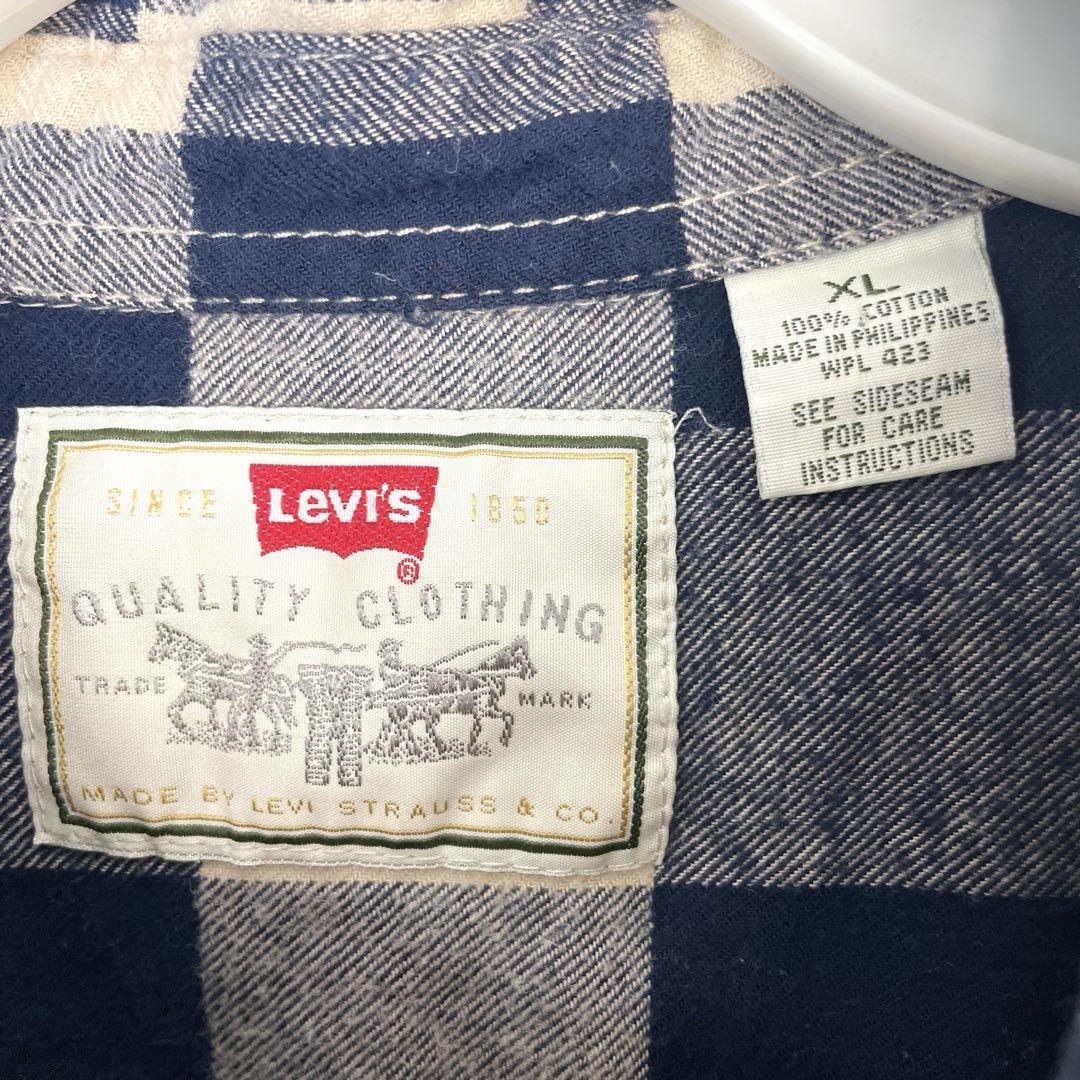 XL
100% COTTON
MADE IN PHILIPPINES
WPL 423
SEE SIDESEAM
FOR CARE
INSTRUCTIONS
SINCE LEVI'S 1850
®
QUALITY CLOTHING
TRADE MARK
MADE BY LEVI STRAUSS & CO.